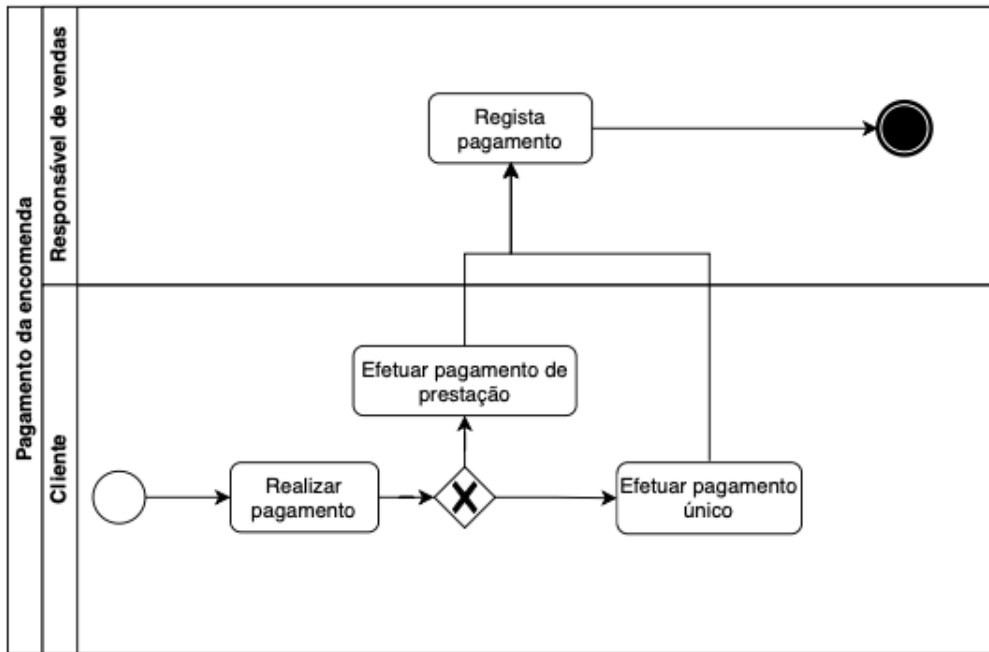 Pagamento da encomenda
Responsável de vendas
Regista
pagamento
Cliente
Efetuar pagamento de
prestação
Realizar
pagamento
Efetuar pagamento
único